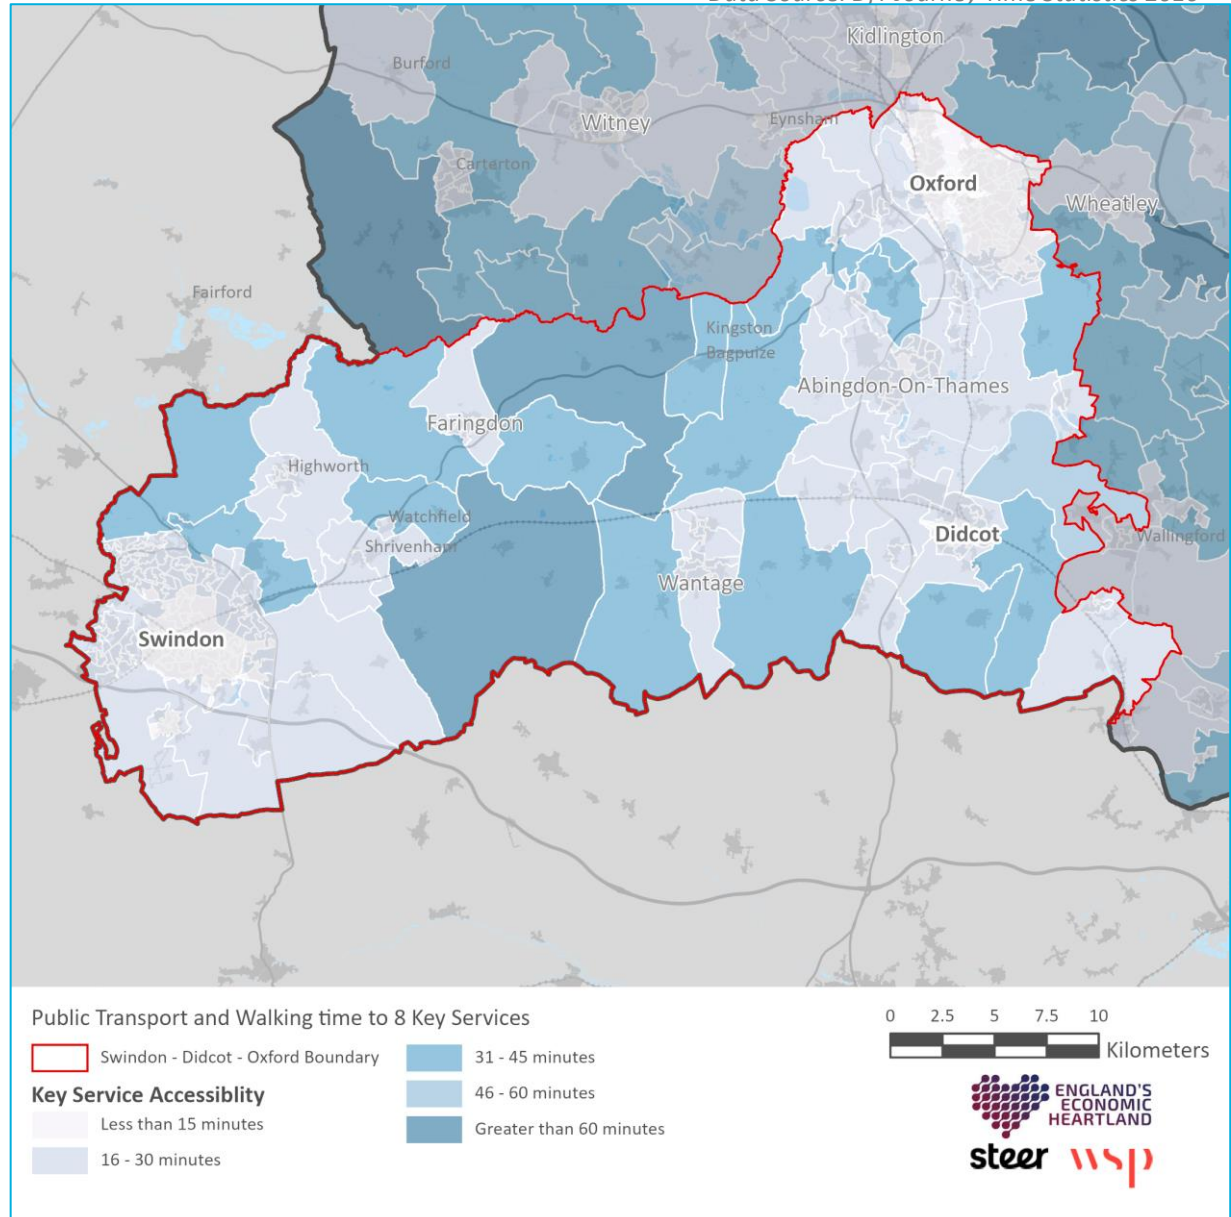 Kidlington
Burford
Witney
Eynsham
Carterton
Oxford
Wheatley
Fairford
Kingston
Bagpuize
Abingdon-On-Thames
Faringdon
Highworth
Watchfield
Shrivenham
Didcot
Wallingford
Wantage
Swindon
Public Transport and Walking time to 8 Key Services
Swindon - Didcot - Oxford Boundary
Key Service Accessiblity
Less than 15 minutes
16 - 30 minutes
31 - 45 minutes
46 - 60 minutes
Greater than 60 minutes
0 2.5 5 7.5 10
Kilometers
ENGLAND'S
ECONOMIC
HEARTLAND
steer wsp